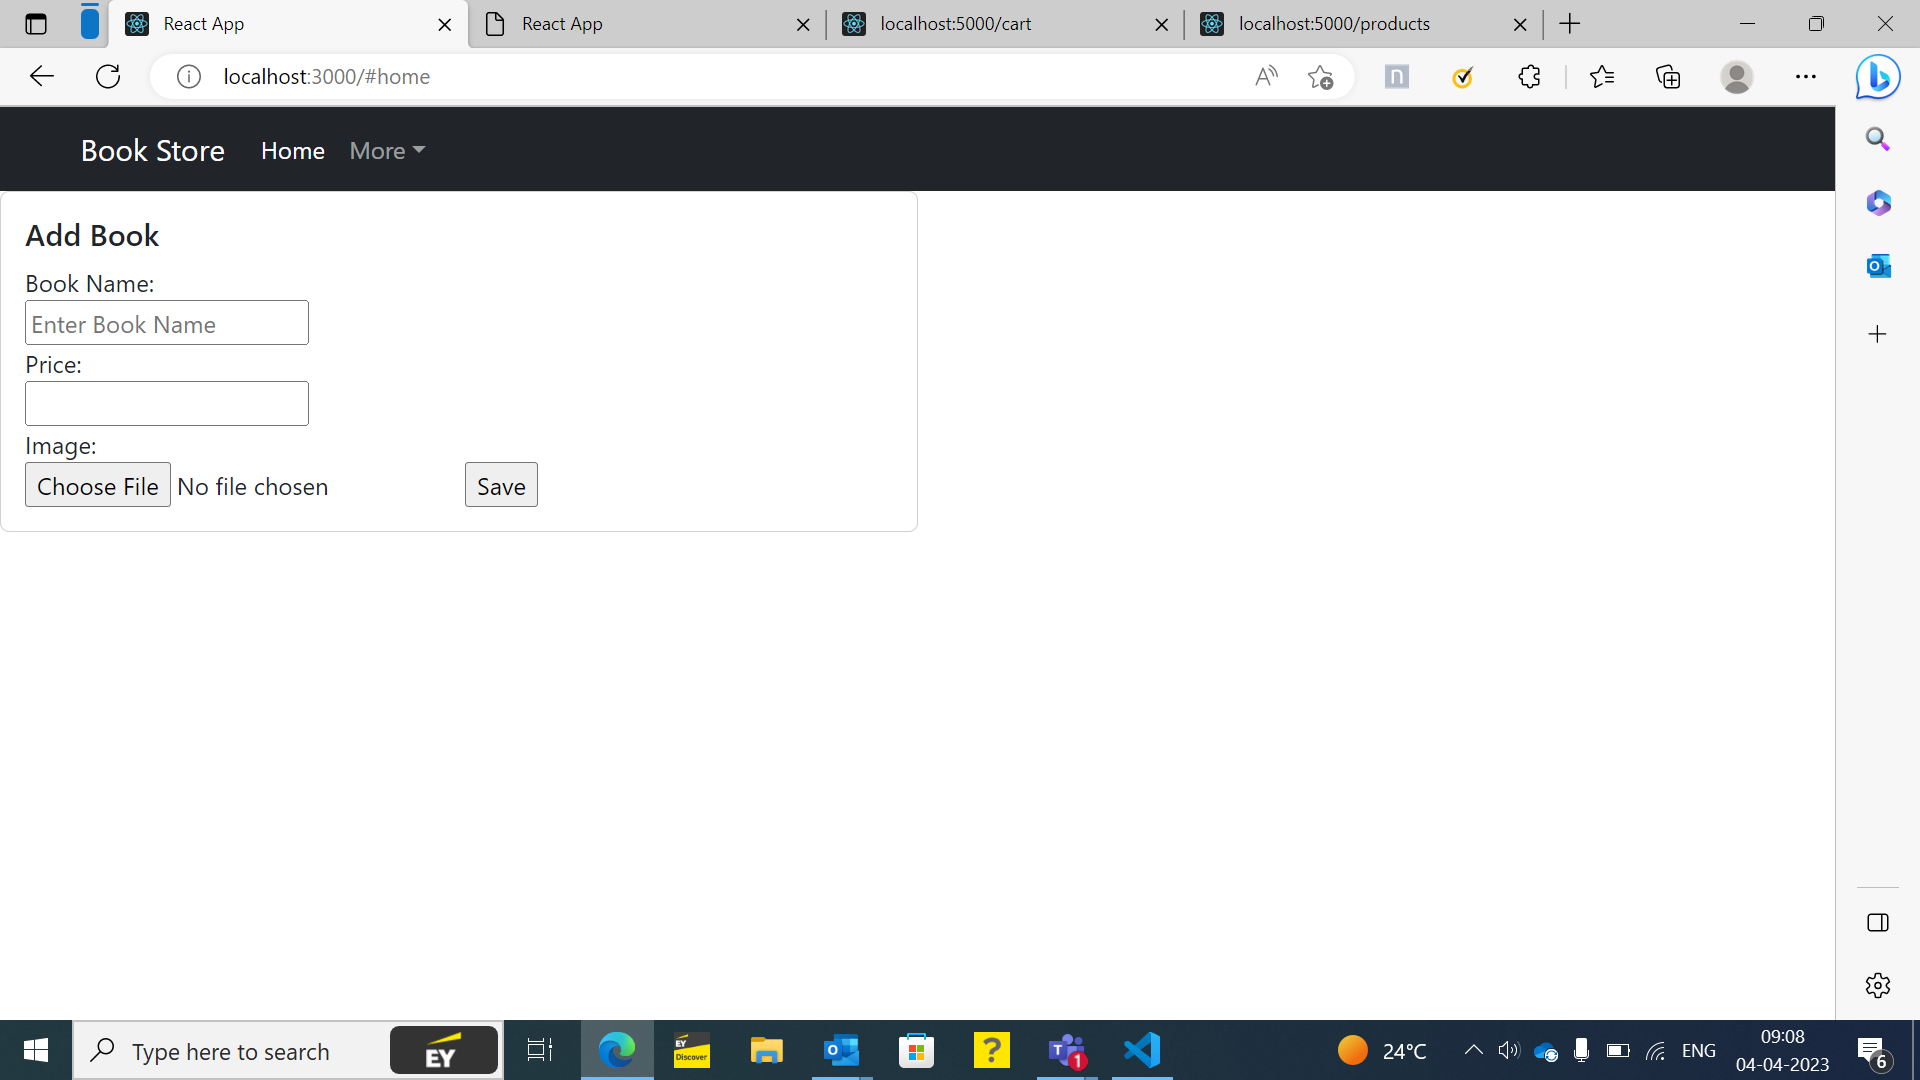 React App
React App
localhost:5000/cart
localhost:5000/products
localhost:3000/#home
Book Store
Home
More
Add Book
Book Name:
Enter Book Name
Price:
Image:
Choose File No file chosen
Save
Type here to search
EY
EY
Discover
1
24°C
ENG
09:08
04-04-2023
6